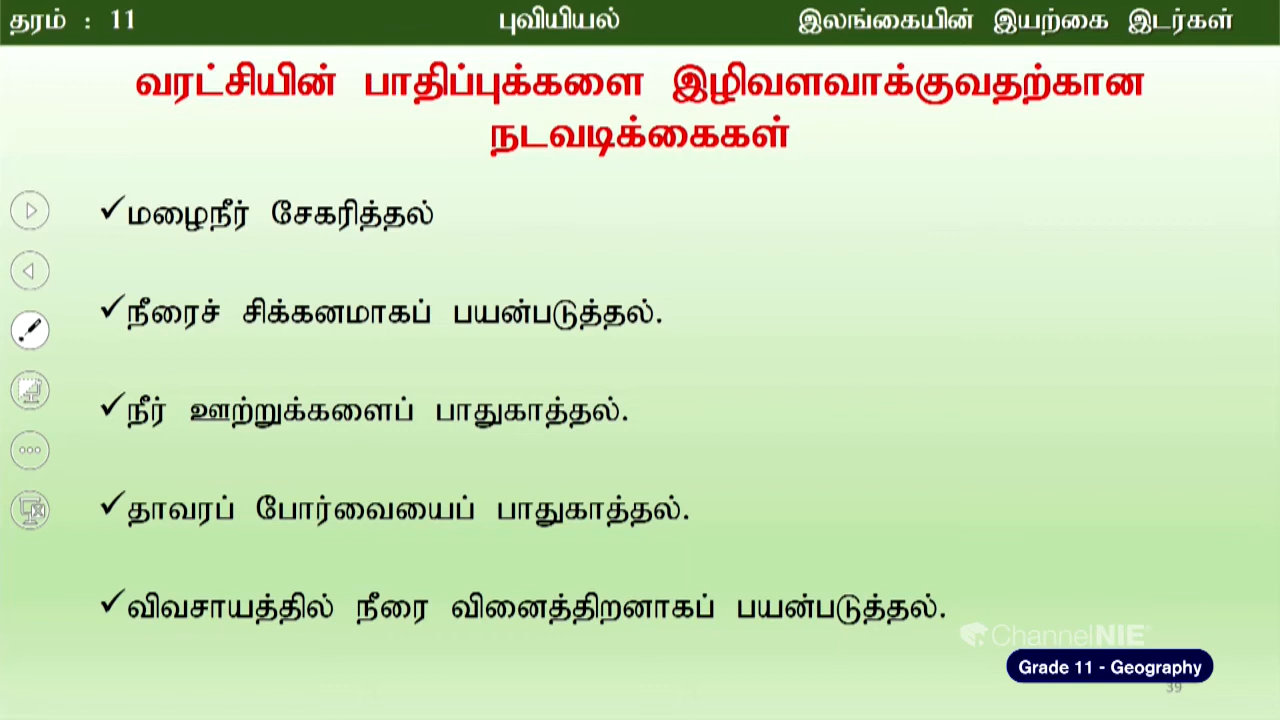 தரம் : 11 புவியியல் இலங்கையின் இயற்கை இடர்கள்
வரட்சியின் பாதிப்புக்களை இழிவளவாக்குவதற்கான
நடவடிக்கைகள்
✓மழைநீர் சேகரித்தல்
✓நீரைச் சிக்கனமாகப் பயன்படுத்தல்.
✓நீர் ஊற்றுக்களைப் பாதுகாத்தல்.
✓தாவரப் போர்வையைப் பாதுகாத்தல்.
✓விவசாயத்தில் நீரை வினைத்திறனாகப் பயன்படுத்தல்.
ChannelNIE
Grade 11 - Geography
39